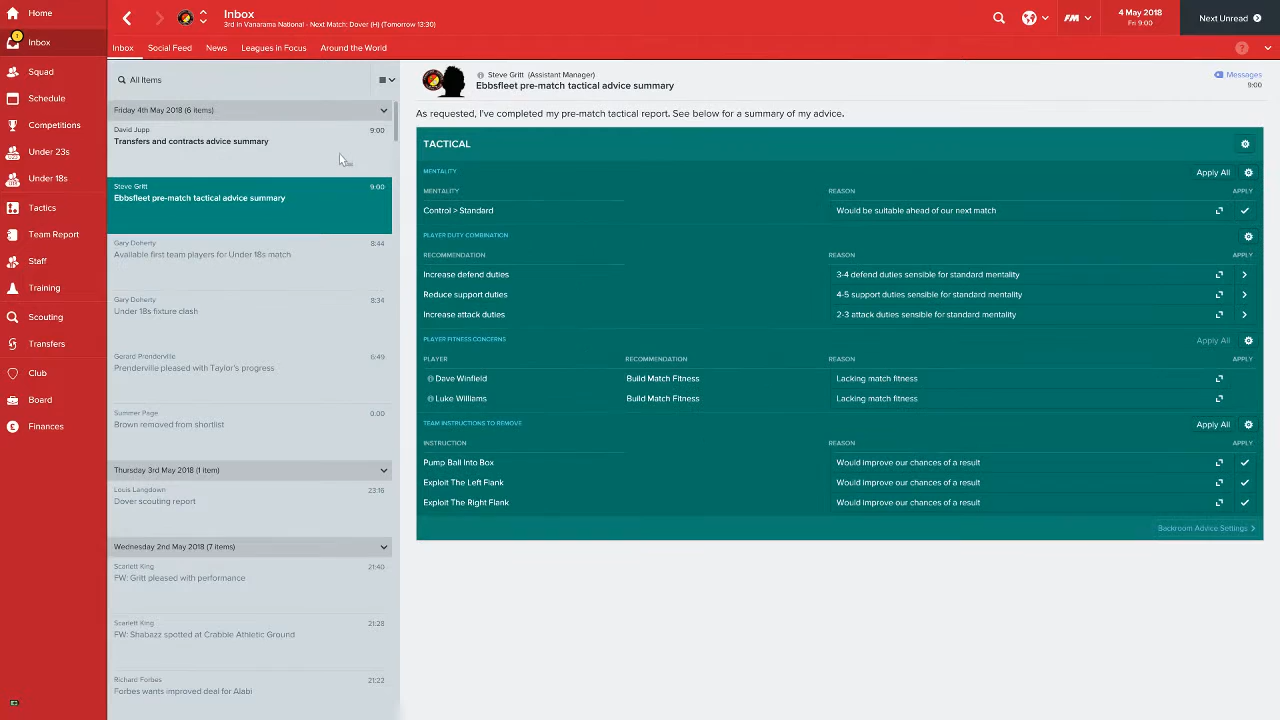 Home
1
Inbox
Squad
Schedule
Competitions
Under 23s
Under 18s
Tactics
Team Report
Staff
Training
Scouting
Transfers
Club
Board
Finances
Inbox
3rd in Vanarama National - Next Match: Dover (H) (Tomorrow 13:30)
FM
4 May 2018
Fri 9:00
Next Unread
Inbox Social Feed News Leagues in Focus Around the World
?
All Items
Friday 4th May 2018 (6 items)
David Jupp 9:00
Transfers and contracts advice summary
Steve Gritt 9:00
Ebbsfleet pre-match tactical advice summary
Gary Doherty 8:44
Available first team players for Under 18s match
Gary Doherty 8:34
Under 18s fixture clash
Gerard Prenderville 6:49
Prenderville pleased with Taylor's progress
Summer Page 0:00
Brown removed from shortlist
Thursday 3rd May 2018 (1 item)
Louis Langdown 23:16
Dover scouting report
Wednesday 2nd May 2018 (7 items)
Scarlett King 21:40
FW: Gritt pleased with performance
Scarlett King 21:28
FW: Shabazz spotted at Crabble Athletic Ground
Richard Forbes 21:22
Forbes wants improved deal for Alabi
Steve Gritt (Assistant Manager)
Ebbsfleet pre-match tactical advice summary
Messages
9:00
As requested, I've completed my pre-match tactical report. See below for a summary of my advice.
TACTICAL
MENTALITY Apply All
MENTALITY REASON APPLY
Control > Standard Would be suitable ahead of our next match
PLAYER DUTY COMBINATION
RECOMMENDATION REASON APPLY
Increase defend duties 3-4 defend duties sensible for standard mentality
Reduce support duties 4-5 support duties sensible for standard mentality
Increase attack duties 2-3 attack duties sensible for standard mentality
PLAYER FITNESS CONCERNS Apply All
PLAYER RECOMMENDATION REASON APPLY
Dave Winfield Build Match Fitness Lacking match fitness
Luke Williams Build Match Fitness Lacking match fitness
TEAM INSTRUCTIONS TO REMOVE Apply All
INSTRUCTION REASON APPLY
Pump Ball Into Box Would improve our chances of a result
Exploit The Left Flank Would improve our chances of a result
Exploit The Right Flank Would improve our chances of a result
Backroom Advice Settings >